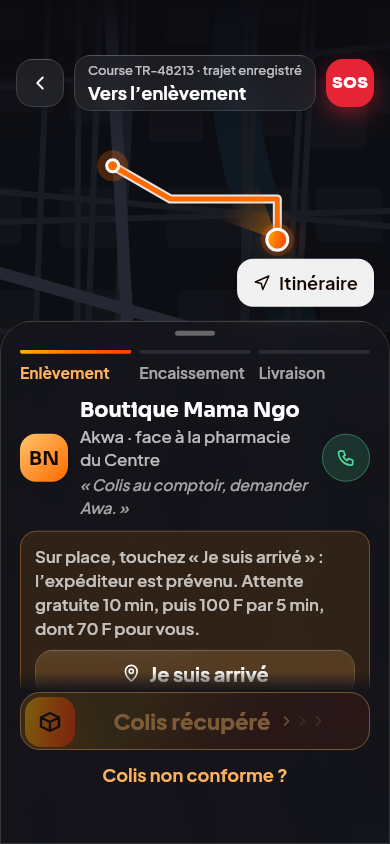 Course TR-48213 · trajet enregistré
Vers l’enlèvement
SOS
Itinéraire
Enlèvement
Encaissement
Livraison
BN
Boutique Mama Ngo
Akwa · face à la pharmacie
du Centre
« Colis au comptoir, demander
Awa. »
Sur place, touchez « Je suis arrivé » :
l’expéditeur est prévenu. Attente
gratuite 10 min, puis 100 F par 5 min,
dont 70 F pour vous.
Je suis arrivé
Colis récupéré
Colis non conforme ?